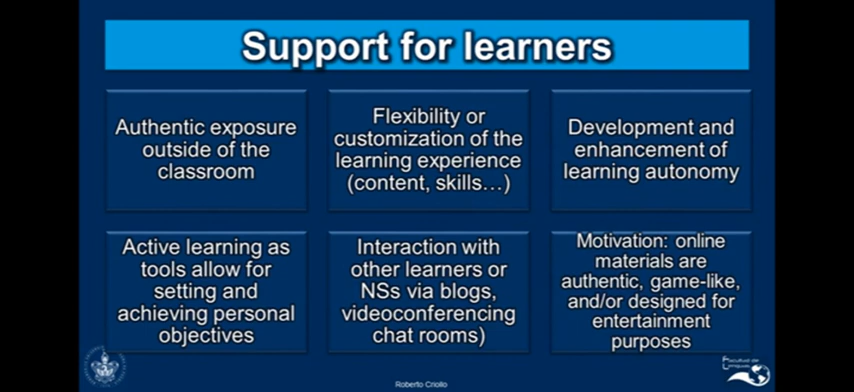 Support for learners
Authentic exposure
outside of the
classroom
Flexibility or
customization of the
learning experience
(content, skills…)
Development and
enhancement of
learning autonomy
Active learning as
tools allow for
setting and
achieving personal
objectives
Interaction with
other learners or
NSs via blogs,
videoconferencing
chat rooms)
Motivation: online
materials are
authentic, game-like,
and/or designed for
entertainment
purposes
Roberto Criollo
Facultad de
Lenguas